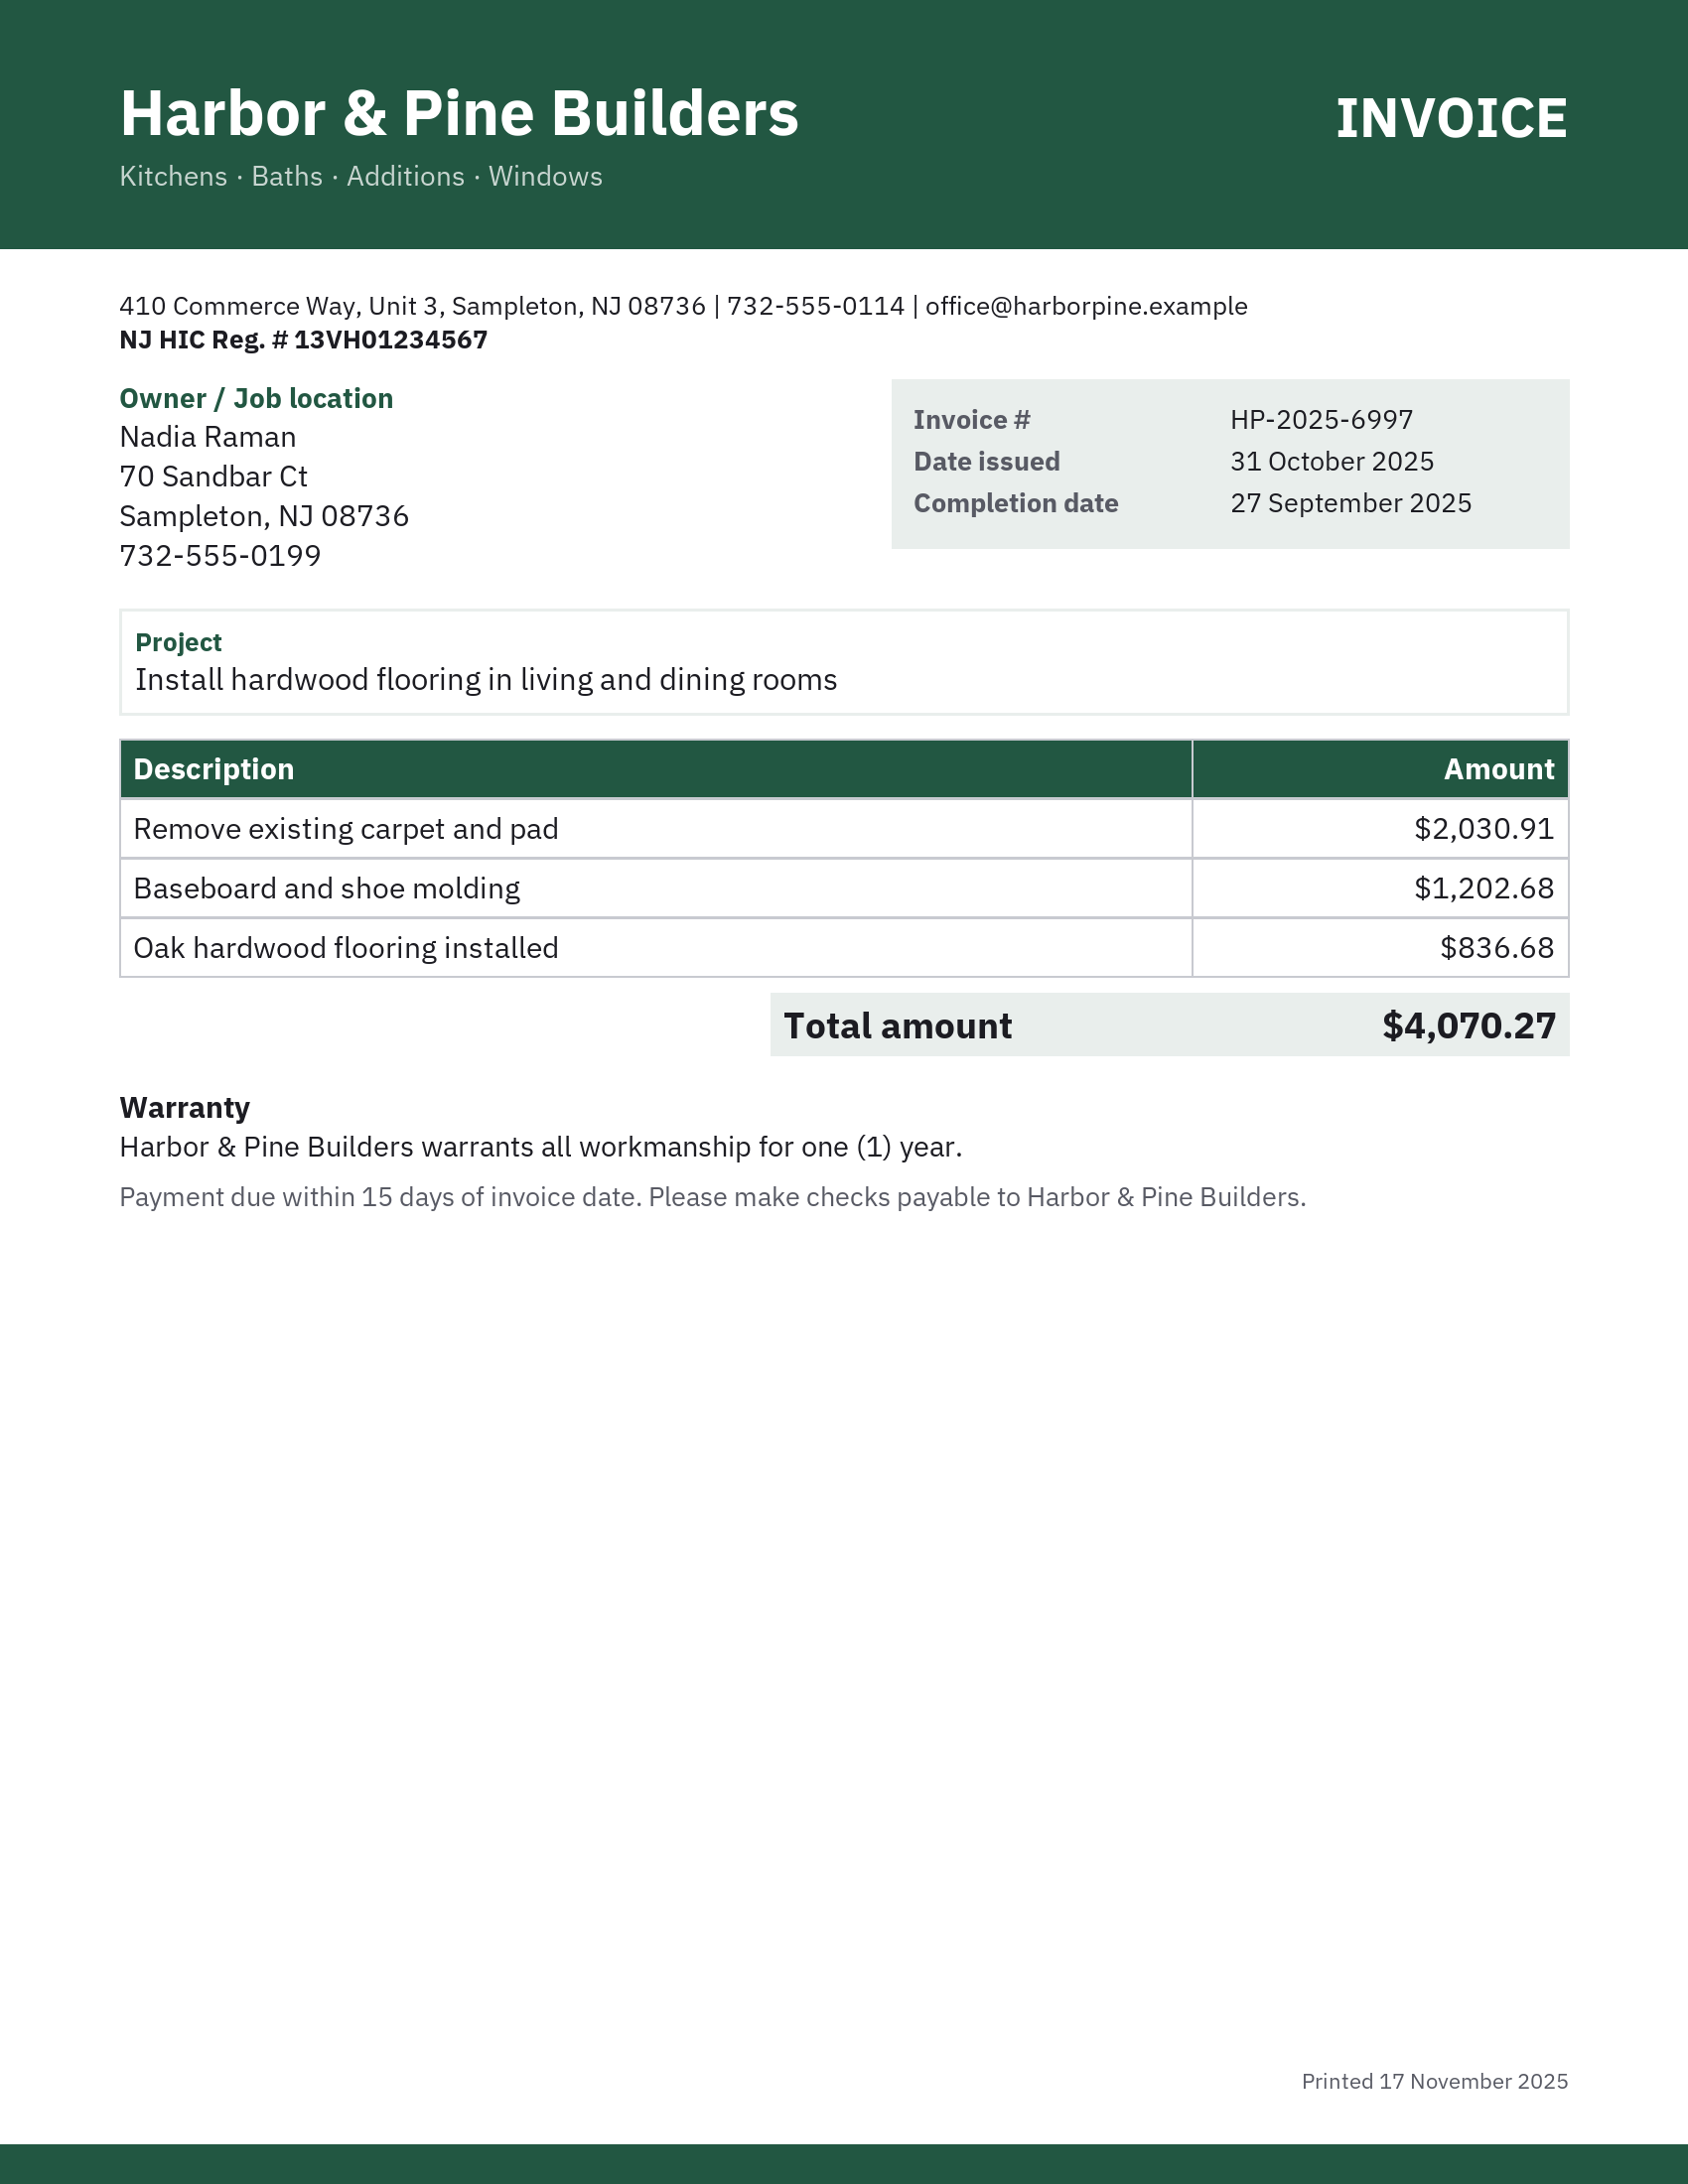 Harbor & Pine Builders
INVOICE
Kitchens · Baths · Additions · Windows
410 Commerce Way, Unit 3, Sampleton, NJ 08736 | 732-555-0114 | office@harborpine.example
NJ HIC Reg. # 13VH01234567
Owner / Job location
Nadia Raman
70 Sandbar Ct
Sampleton, NJ 08736
732-555-0199
Invoice # HP-2025-6997
Date issued 31 October 2025
Completion date 27 September 2025
Project
Install hardwood flooring in living and dining rooms
Description Amount
Remove existing carpet and pad $2,030.91
Baseboard and shoe molding $1,202.68
Oak hardwood flooring installed $836.68
Total amount $4,070.27
Warranty
Harbor & Pine Builders warrants all workmanship for one (1) year.
Payment due within 15 days of invoice date. Please make checks payable to Harbor & Pine Builders.
Printed 17 November 2025